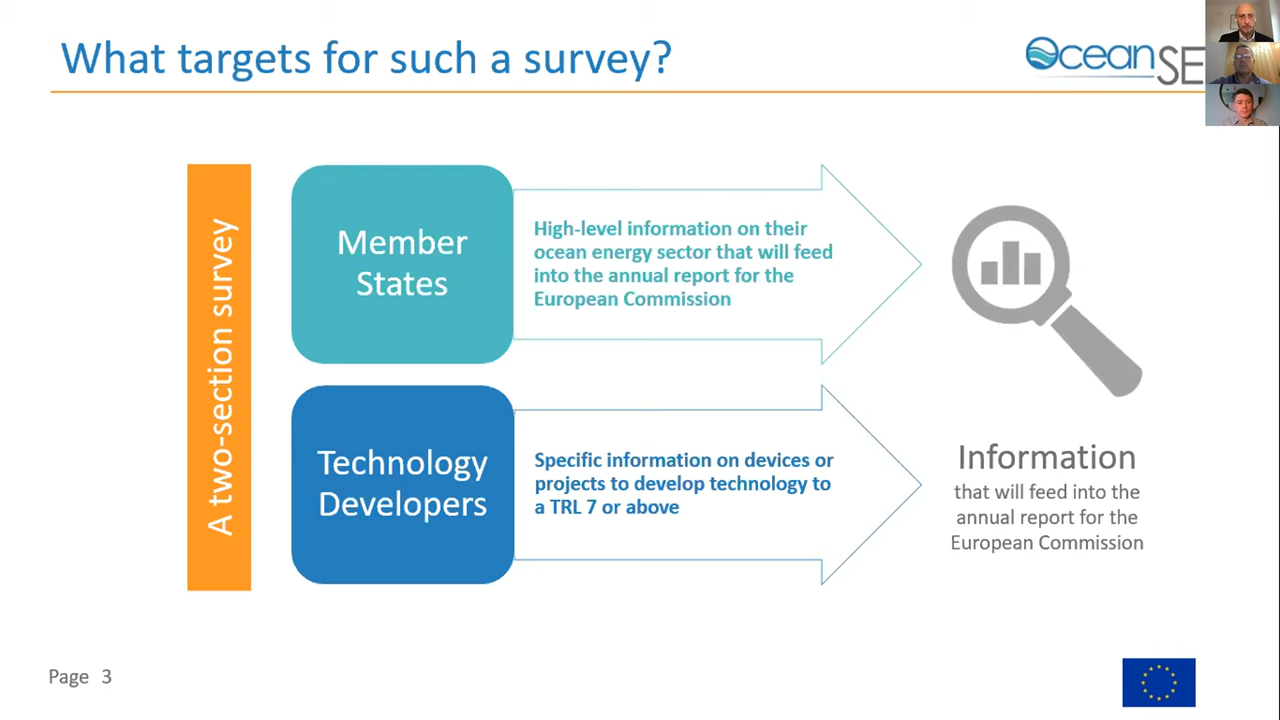 What targets for such a survey?
OceanSE
A two-section survey
Member
States
High-level information on their
ocean energy sector that will feed
into the annual report for the
European Commission
Technology
Developers
Specific information on devices or
projects to develop technology to
a TRL 7 or above
Information
that will feed into the
annual report for the
European Commission
Page 3